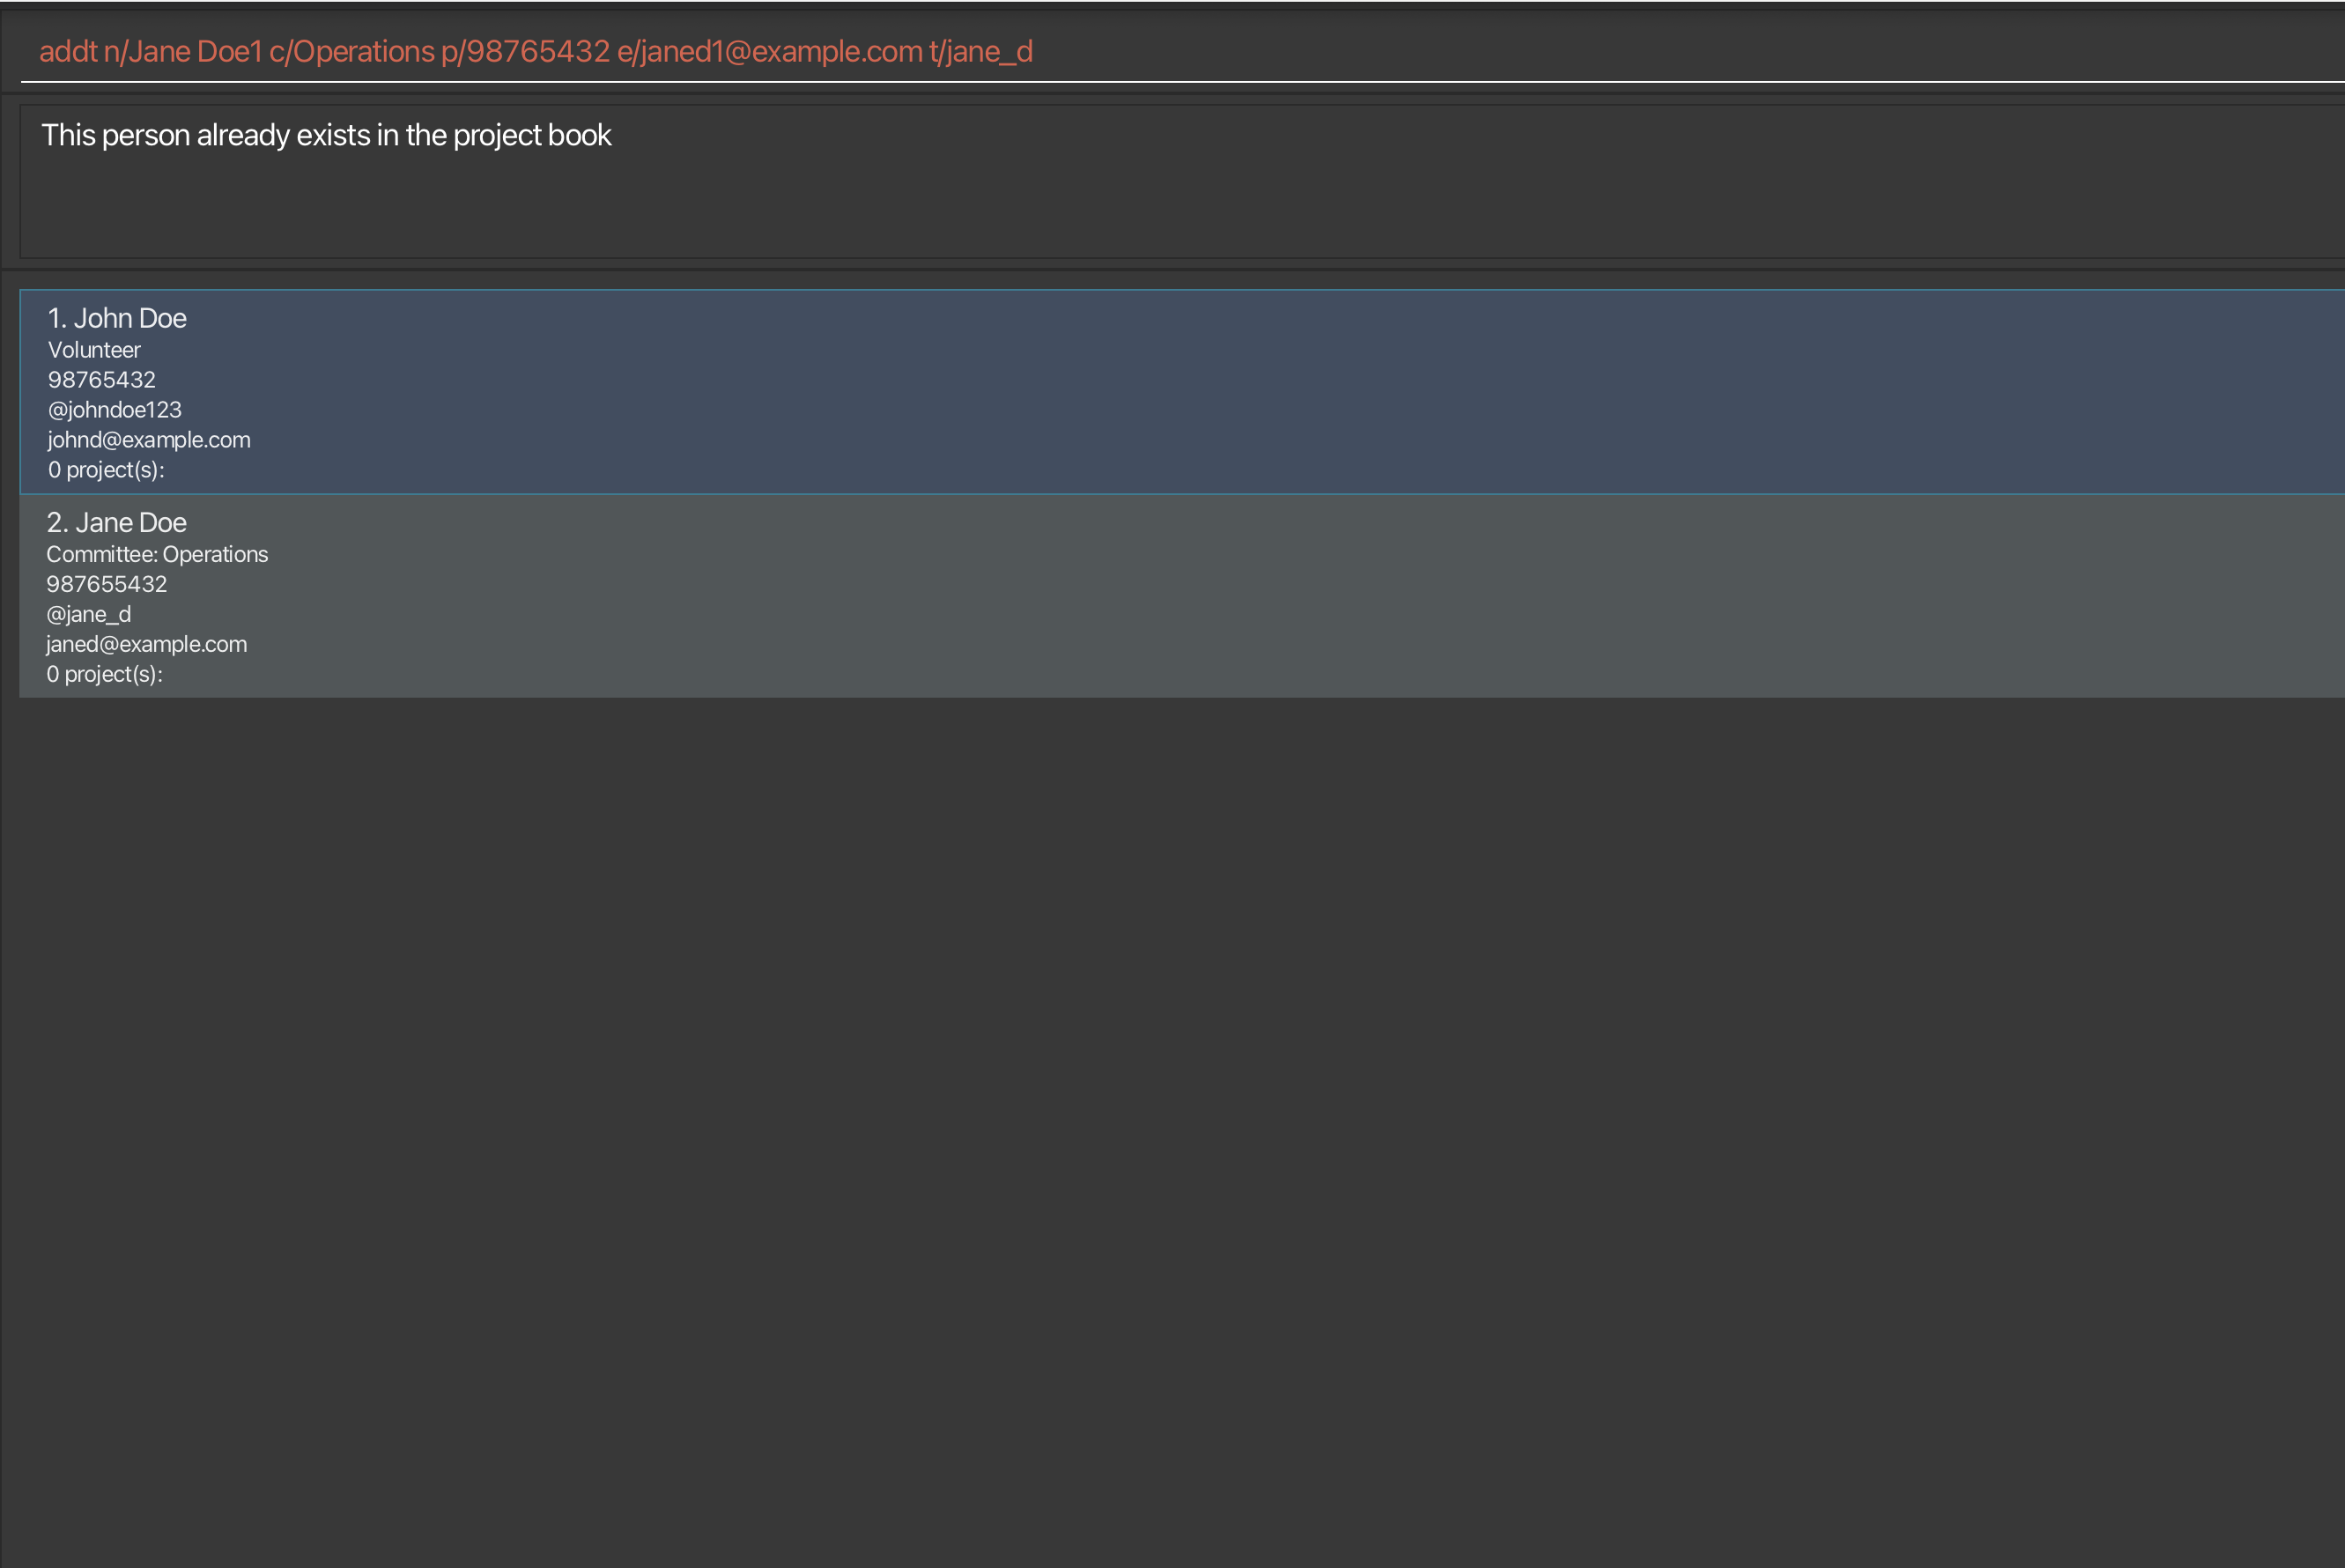 addt n/Jane Doe1 c/Operations p/98765432 e/janed1@example.com t/jane_d
This person already exists in the project book
1. John Doe
Volunteer
98765432
@johndoe123
johnd@example.com
0 project(s):
2. Jane Doe
Committee: Operations
987655432
@jane_d
janed@example.com
0 project(s):